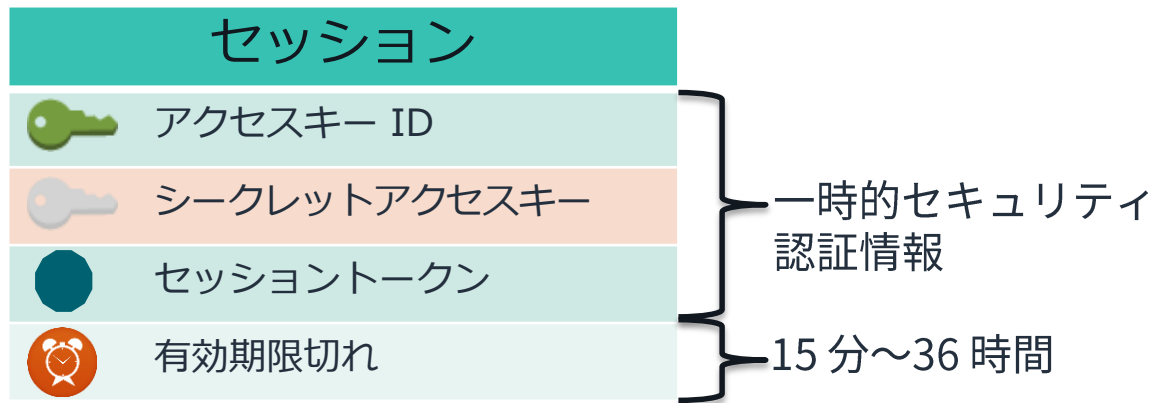 セッション
アクセスキー ID
シークレットアクセスキー
セッショントークン
有効期限切れ
一時的セキュリティ
認証情報
15 分～36 時間